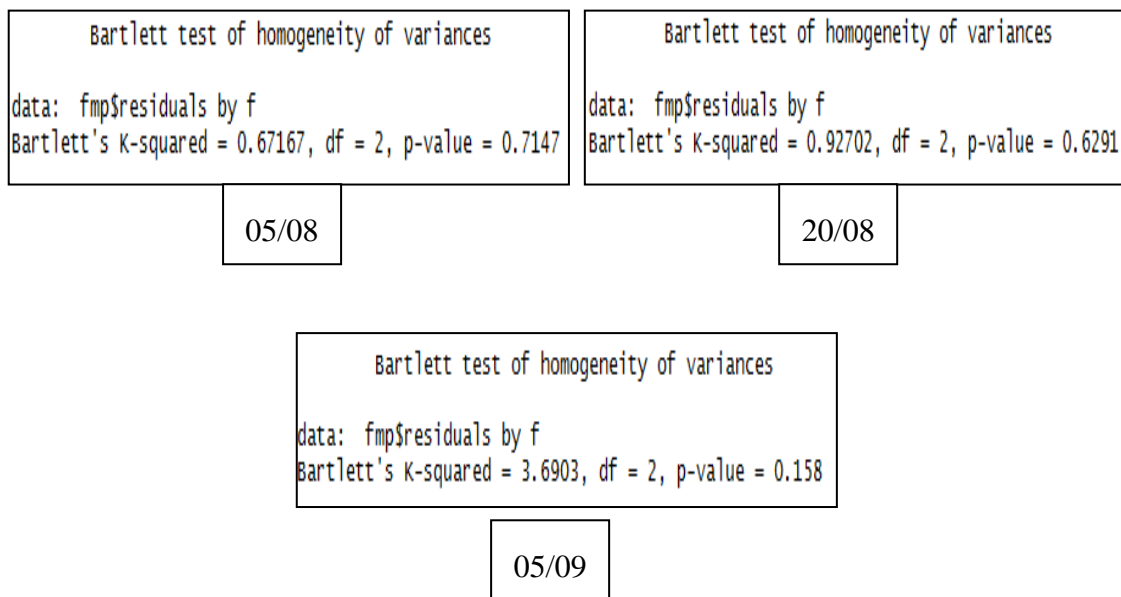 Bartlett test of homogeneity of variances
data: fmp$residuals by f
Bartlett's K-squared = 0.67167, df = 2, p-value = 0.7147
05/08
Bartlett test of homogeneity of variances
data: fmp$residuals by f
Bartlett's K-squared = 0.92702, df = 2, p-value = 0.6291
20/08
Bartlett test of homogeneity of variances
data: fmp$residuals by f
Bartlett's K-squared = 3.6903, df = 2, p-value = 0.158
05/09